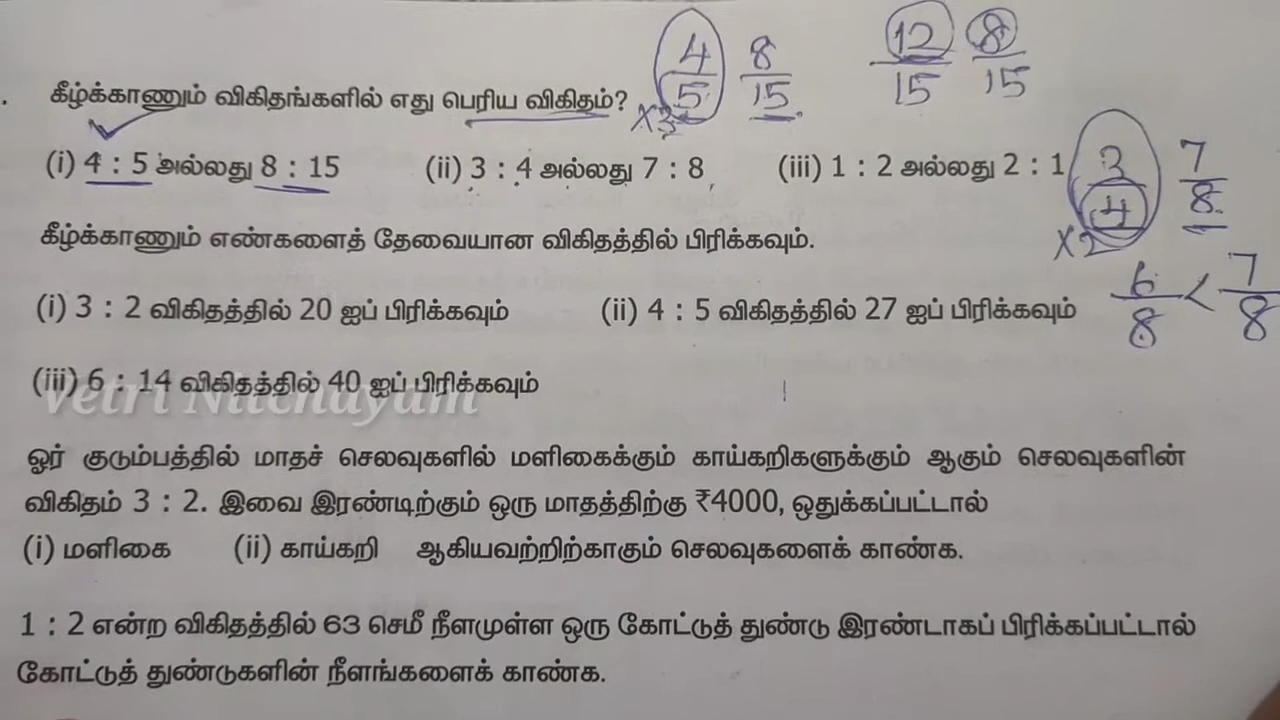 4/5 8/15 12/15 8/15
. கீழ்க்காணும் விகிதங்களில் எது பெரிய விகிதம்? ×3
(i) 4 : 5 அல்லது 8 : 15 (ii) 3 : 4 அல்லது 7 : 8 (iii) 1 : 2 அல்லது 2 : 1
3/4 7/8
×2
கீழ்க்காணும் எண்களைத் தேவையான விகிதத்தில் பிரிக்கவும்.
6/8 < 7/8
(i) 3 : 2 விகிதத்தில் 20 ஐப் பிரிக்கவும் (ii) 4 : 5 விகிதத்தில் 27 ஐப் பிரிக்கவும்
(iii) 6 : 14 விகிதத்தில் 40 ஐப் பிரிக்கவும்
Vetri Nitchayam
ஓர் குடும்பத்தில் மாதச் செலவுகளில் மளிகைக்கும் காய்கறிகளுக்கும் ஆகும் செலவுகளின்
விகிதம் 3 : 2. இவை இரண்டிற்கும் ஒரு மாதத்திற்கு ₹4000, ஒதுக்கப்பட்டால்
(i) மளிகை (ii) காய்கறி ஆகியவற்றிற்காகும் செலவுகளைக் காண்க.
1 : 2 என்ற விகிதத்தில் 63 செமீ நீளமுள்ள ஒரு கோட்டுத் துண்டு இரண்டாகப் பிரிக்கப்பட்டால்
கோட்டுத் துண்டுகளின் நீளங்களைக் காண்க.